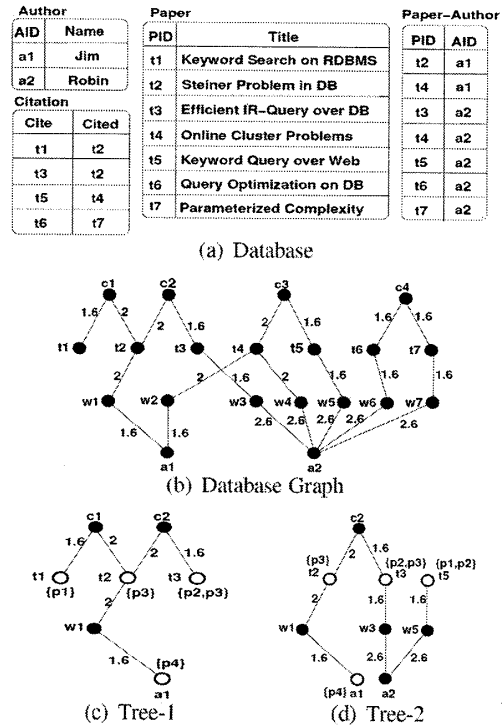 Author
AID Name
a1 Jim
a2 Robin
Citation
Cite Cited
t1 t2
t3 t2
t5 t4
t6 t7
Paper
PID Title
t1 Keyword Search on RDBMS
t2 Steiner Problem in DB
t3 Efficient IR-Query over DB
t4 Online Cluster Problems
t5 Keyword Query over Web
t6 Query Optimization on DB
t7 Parameterized Complexity
Paper-Author
PID AID
t2 a1
t4 a1
t3 a2
t4 a2
t5 a2
t6 a2
t7 a2
(a) Database
c1 c2 c3 c4
1.6 2 2 1.6 2 1.6 1.6 1.6
t1 t2 t3 t4 t5 t6 t7
2 2 1.6 2 1.6 1.6 1.6
w1 w2 w3 w4 w5 w6 w7
1.6 1.6 2.6 2.6 2.6 2.6 2.6
a1 a2
(b) Database Graph
c1 c2
1.6 2 2 1.6
t1 t2 t3
{p1} {p3} {p2,p3}
2
w1
1.6 {p4}
a1
(c) Tree-1
c2
2 1.6
{p3} {p2,p3} {p1,p2}
t2 t3 t5
2 1.6 1.6
w1 w3 w5
1.6 2.6 2.6
{p4} a1 a2
(d) Tree-2